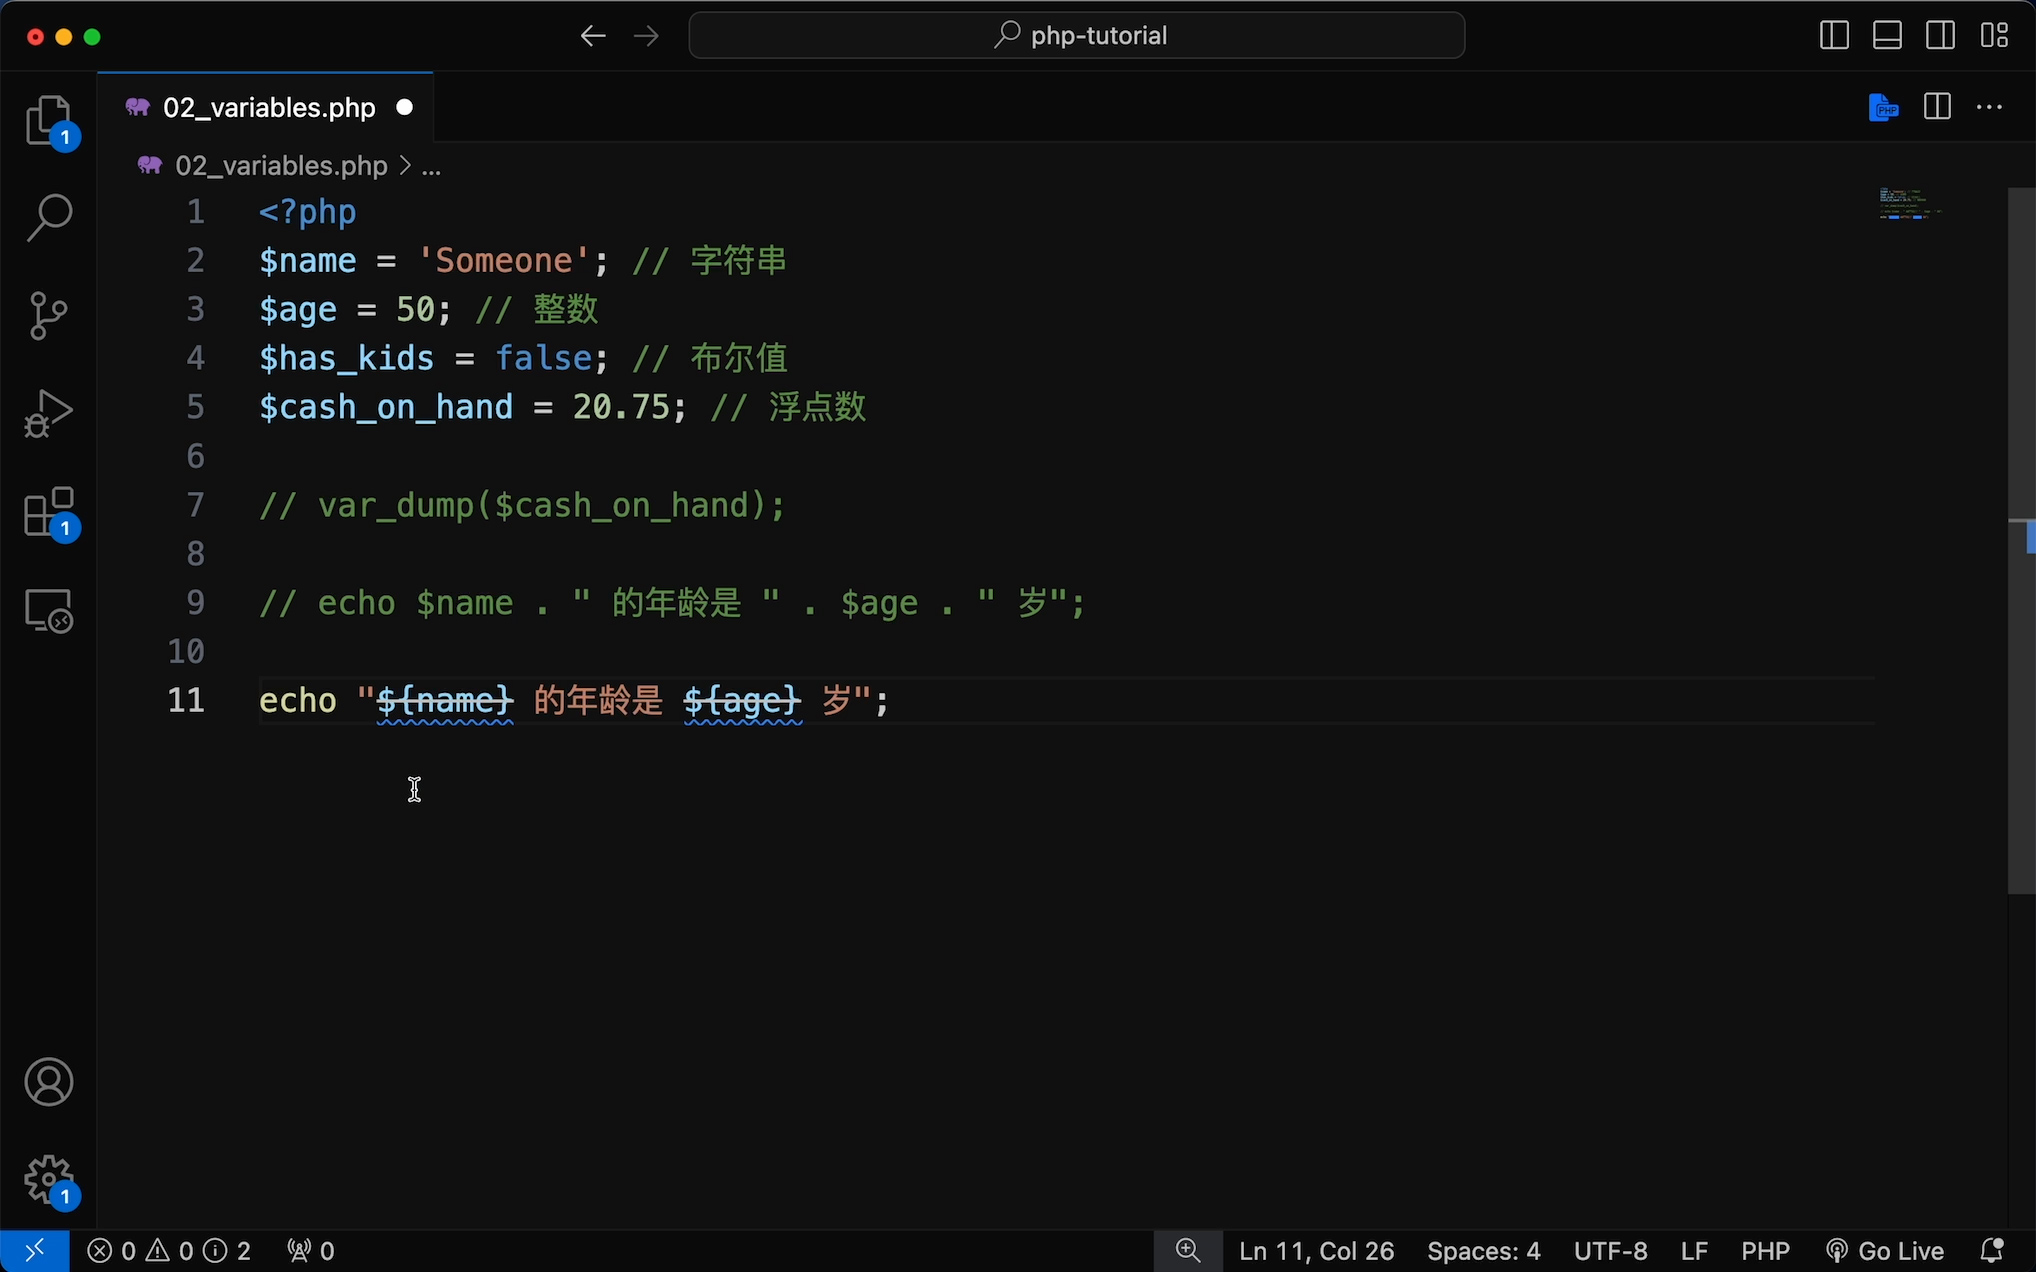 php-tutorial
02_variables.php
02_variables.php > ...
1 <?php
2 $name = 'Someone'; // 字符串
3 $age = 50; // 整数
4 $has_kids = false; // 布尔值
5 $cash_on_hand = 20.75; // 浮点数
6
7 // var_dump($cash_on_hand);
8
9 // echo $name . " 的年龄是 " . $age . " 岁";
10
11 echo "${name} 的年龄是 ${age} 岁";
1
1
1
0 0 2 0 Ln 11, Col 26 Spaces: 4 UTF-8 LF PHP Go Live